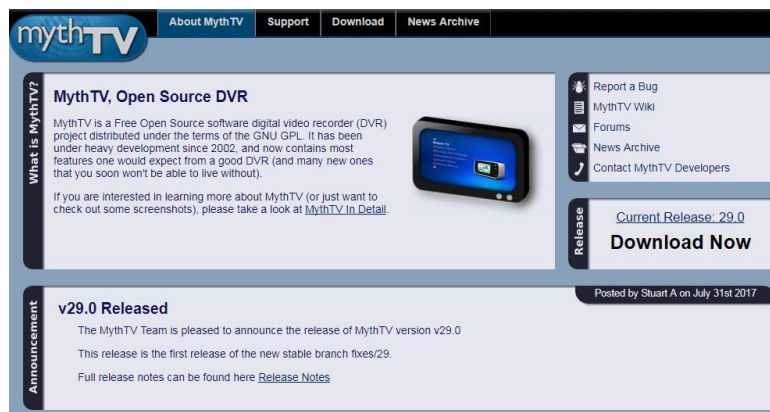 mythTV
About MythTV
Support
Download
News Archive
What is MythTV?
MythTV, Open Source DVR
MythTV is a Free Open Source software digital video recorder (DVR)
project distributed under the terms of the GNU GPL. It has been
under heavy development since 2002, and now contains most
features one would expect from a good DVR (and many new ones
that you soon won't be able to live without).
If you are interested in learning more about MythTV (or just want to
check out some screenshots), please take a look at MythTV In Detail.
Report a Bug
MythTV Wiki
Forums
News Archive
Contact MythTV Developers
Release
Current Release: 29.0
Download Now
Announcement
Posted by Stuart A on July 31st 2017
v29.0 Released
The MythTV Team is pleased to announce the release of MythTV version v29.0
This release is the first release of the new stable branch fixes/29.
Full release notes can be found here Release Notes